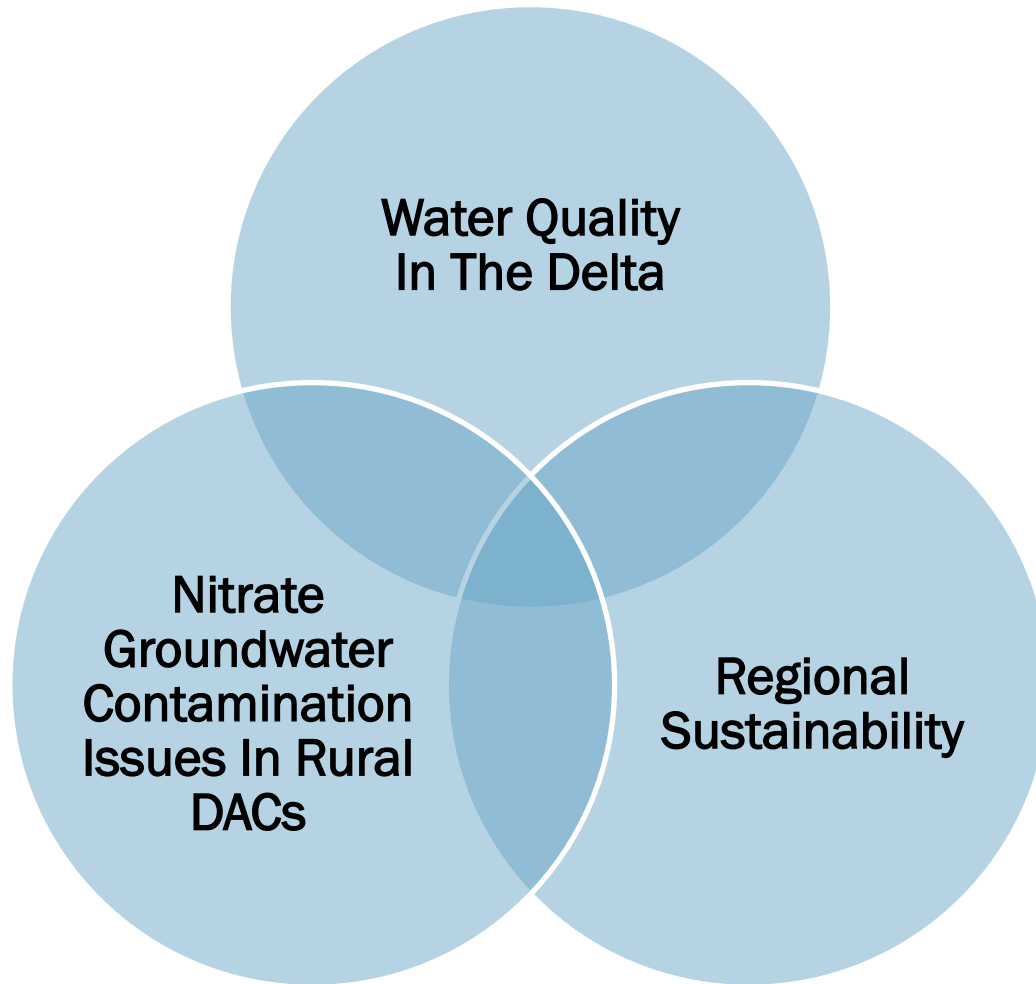 Water Quality
In The Delta
Nitrate
Groundwater
Contamination
Issues In Rural
DACs
Regional
Sustainability